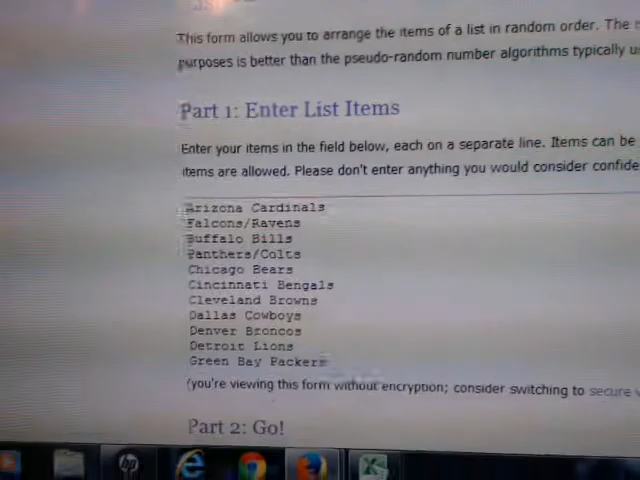 This form allows you to arrange the items of a list in random order. The
purposes is better than the pseudo-random number algorithms typically
Part 1: Enter List Items
Enter your items in the field below, each on a separate line. Items can be
items are allowed. Please don't enter anything you would consider
Arizona Cardinals
Falcons/Ravens
Buffalo Bills
Panthers/Colts
Chicago Bears
Cincinnati Bengals
Cleveland Browns
Dallas Cowboys
Denver Broncos
Detroit Lions
Green Bay Packers
(you're viewing this form without encryption; consider switching to secure
Part 2: Go!
hp